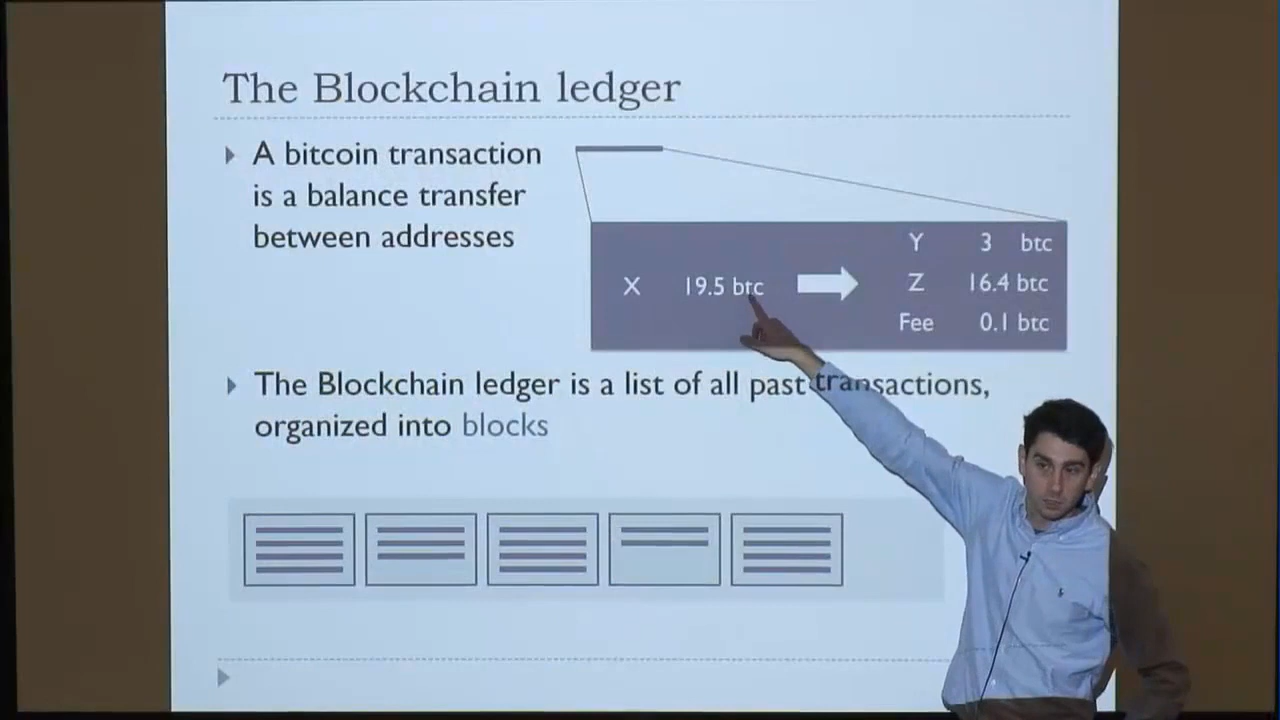 The Blockchain ledger
A bitcoin transaction
is a balance transfer
between addresses
X 19.5 btc
Y 3 btc
Z 16.4 btc
Fee 0.1 btc
The Blockchain ledger is a list of all past transactions,
organized into blocks